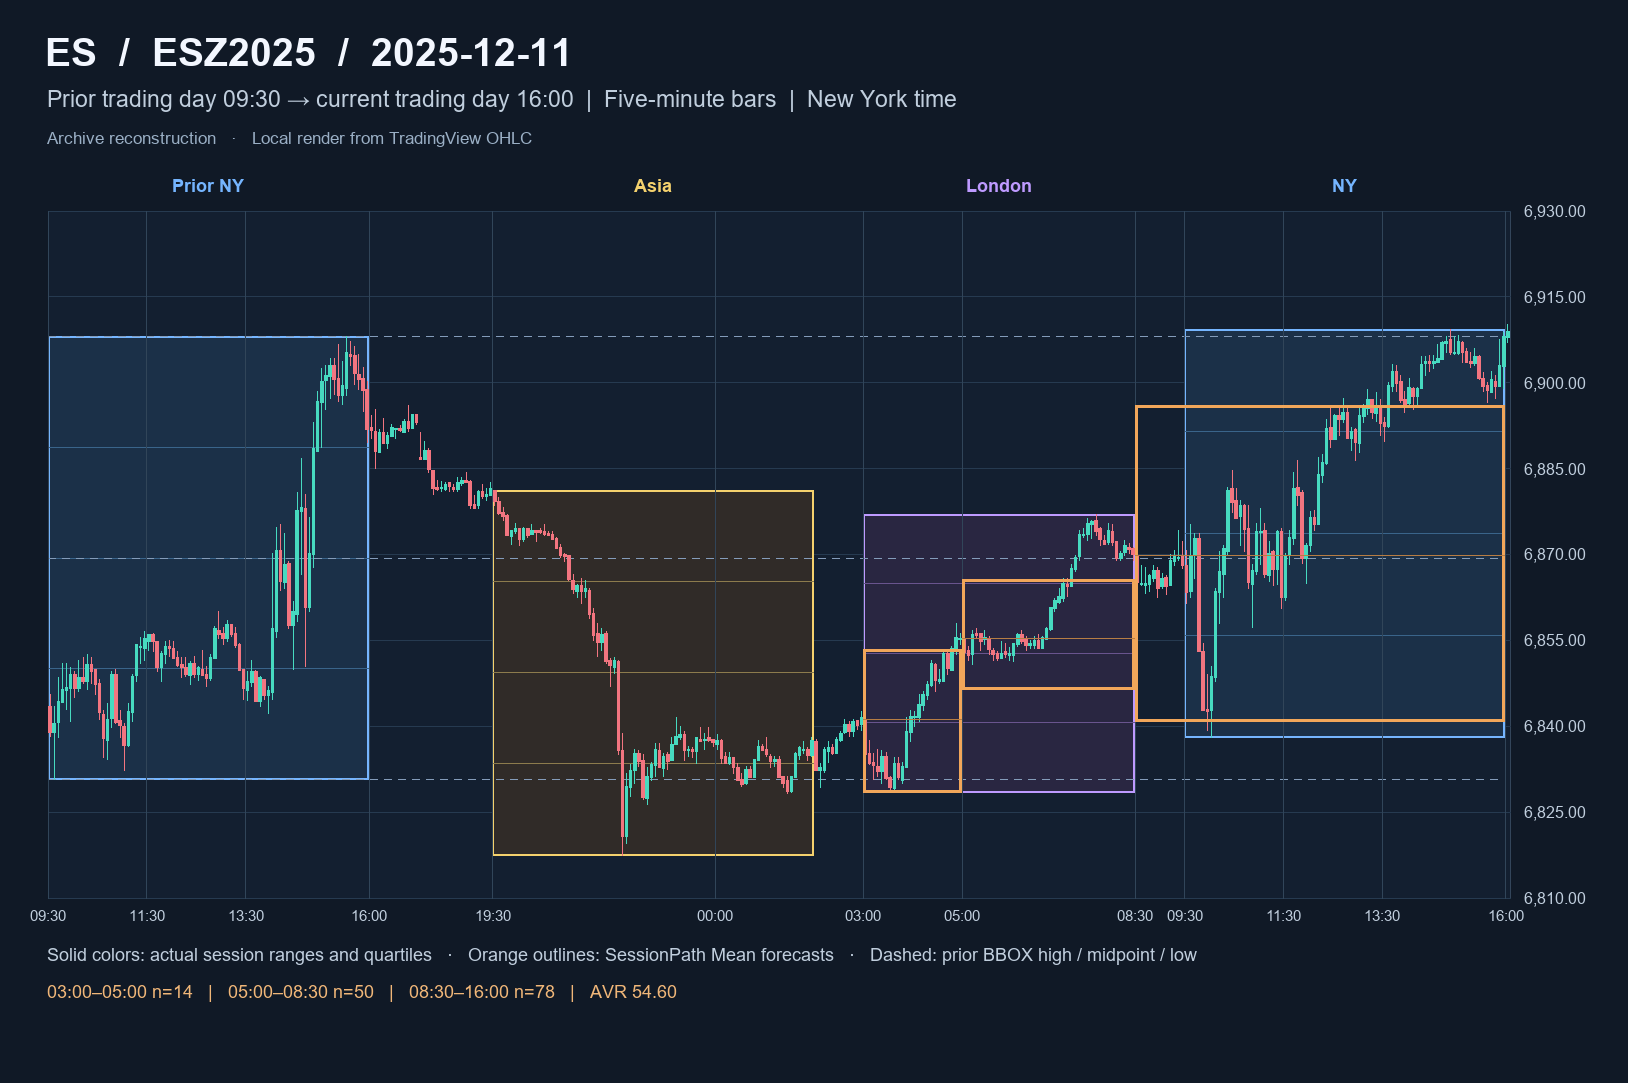 ES / ESZ2025 / 2025-12-11
Prior trading day 09:30 → current trading day 16:00 | Five-minute bars | New York time
Archive reconstruction · Local render from TradingView OHLC
Prior NY Asia London NY
6,930.00
6,915.00
6,900.00
6,885.00
6,870.00
6,855.00
6,840.00
6,825.00
6,810.00
09:30 11:30 13:30 16:00 19:30 00:00 03:00 05:00 08:30 09:30 11:30 13:30 16:00
Solid colors: actual session ranges and quartiles · Orange outlines: SessionPath Mean forecasts · Dashed: prior BBOX high / midpoint / low
03:00–05:00 n=14 | 05:00–08:30 n=50 | 08:30–16:00 n=78 | AVR 54.60